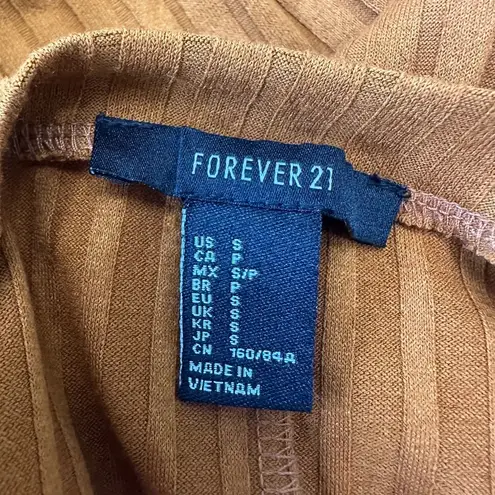 FOREVER 21
US S
CA P
MX S/P
BR P
EU S
UK S
KR S
JP S
CN 160/84A
MADE IN
VIETNAM